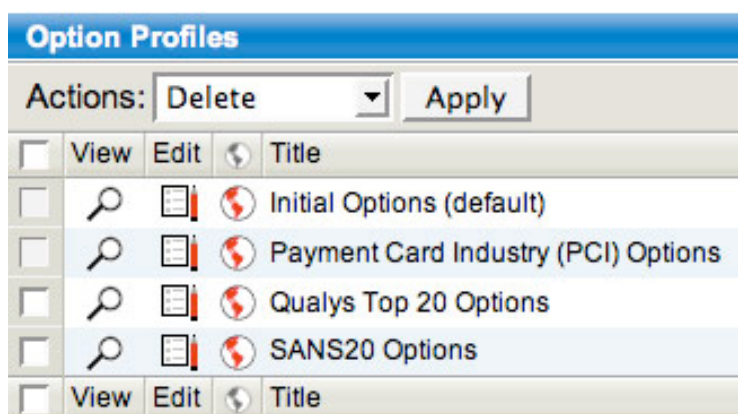 Option Profiles
Actions: Delete Apply
View Edit Title
Initial Options (default)
Payment Card Industry (PCI) Options
Qualys Top 20 Options
SANS20 Options
View Edit Title